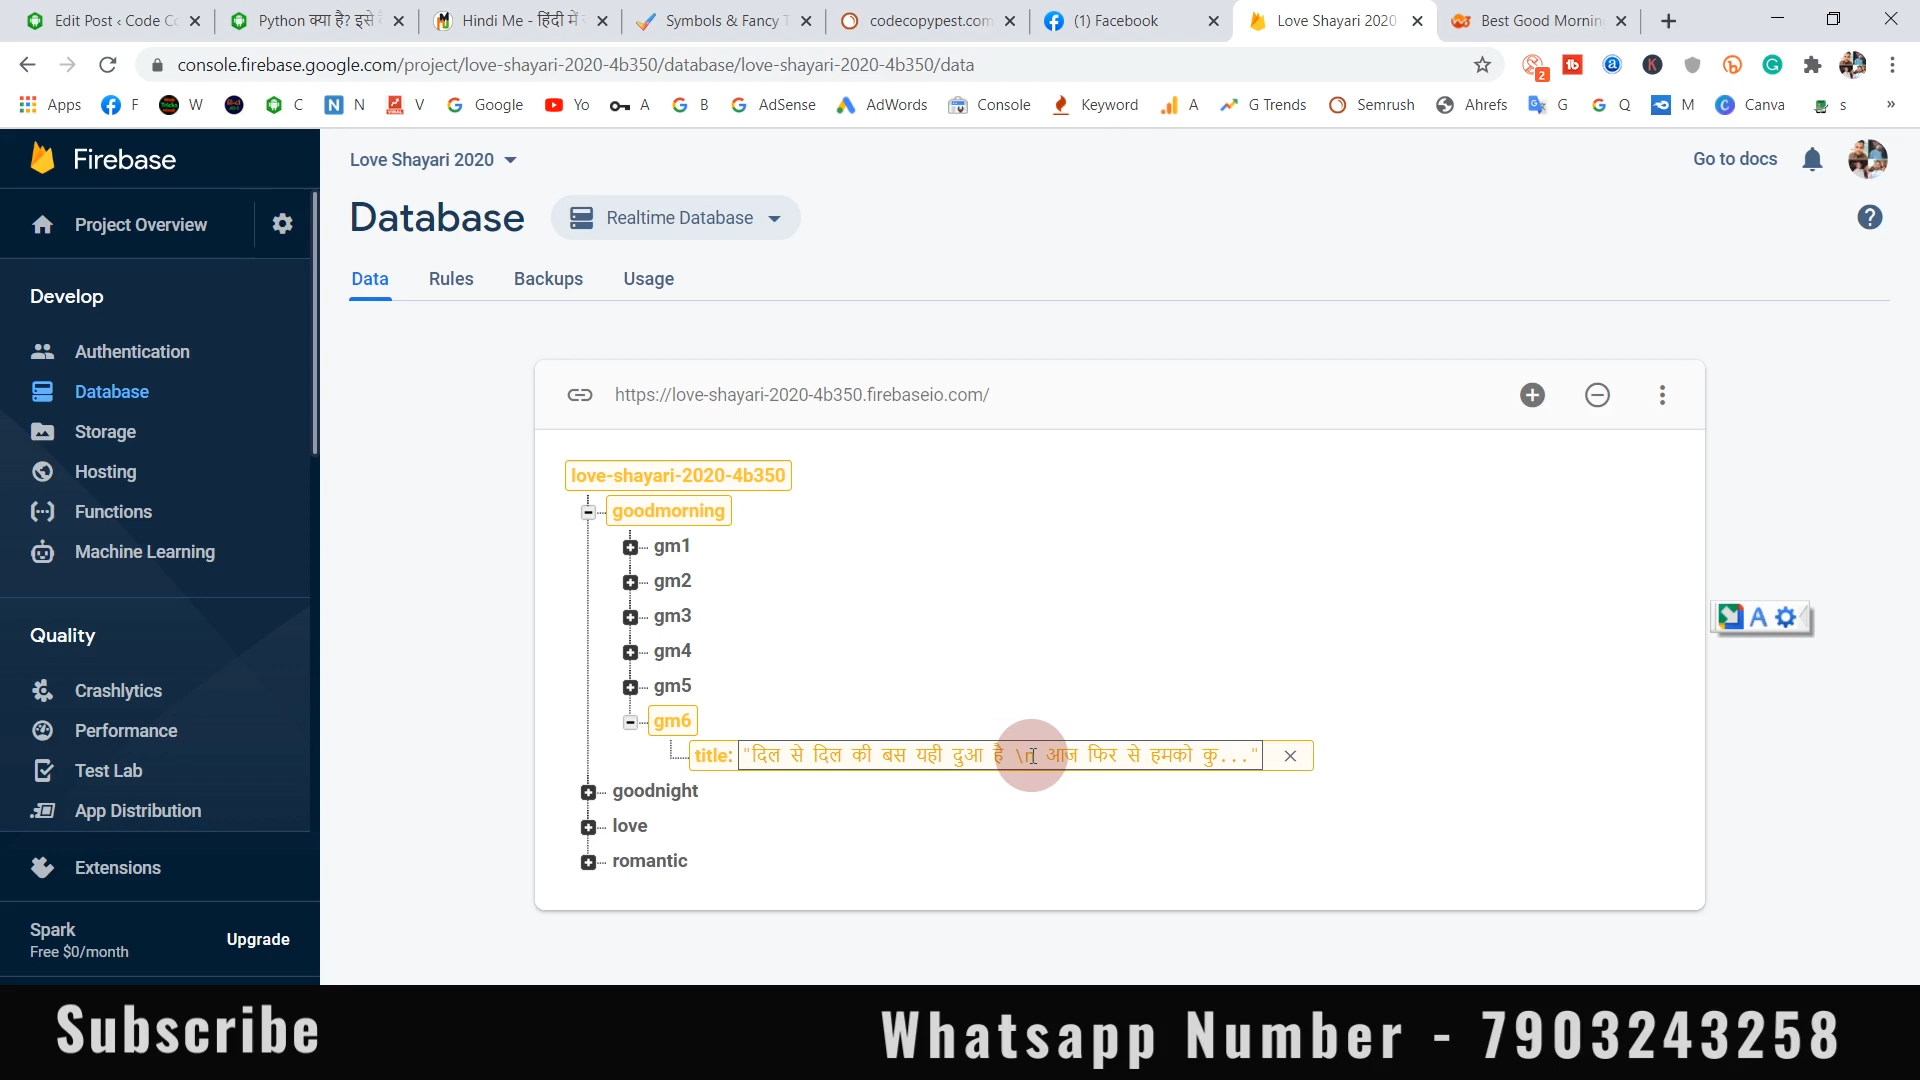 Edit Post ‹ Code C
Python क्या है? इसे
Hindi Me - हिंदी में
Symbols & Fancy T
codecopypest.com
(1) Facebook
Love Shayari 2020
Best Good Mornin
console.firebase.google.com/project/love-shayari-2020-4b350/database/love-shayari-2020-4b350/data
2
Apps F W C N V Google Yo A B AdSense AdWords Console Keyword A G Trends Semrush Ahrefs G Q M Canva s »
Firebase
Love Shayari 2020
Go to docs
Project Overview
Database
Realtime Database
Data Rules Backups Usage
Develop
Authentication
Database
Storage
Hosting
Functions
Machine Learning
Quality
Crashlytics
Performance
Test Lab
App Distribution
Extensions
Spark
Free $0/month
Upgrade
https://love-shayari-2020-4b350.firebaseio.com/
love-shayari-2020-4b350
goodmorning
gm1
gm2
gm3
gm4
gm5
gm6
title: "दिल से दिल की बस यही दुआ है \n आज फिर से हमको कु..."
goodnight
love
romantic
A
Subscribe
Whatsapp Number - 7903243258